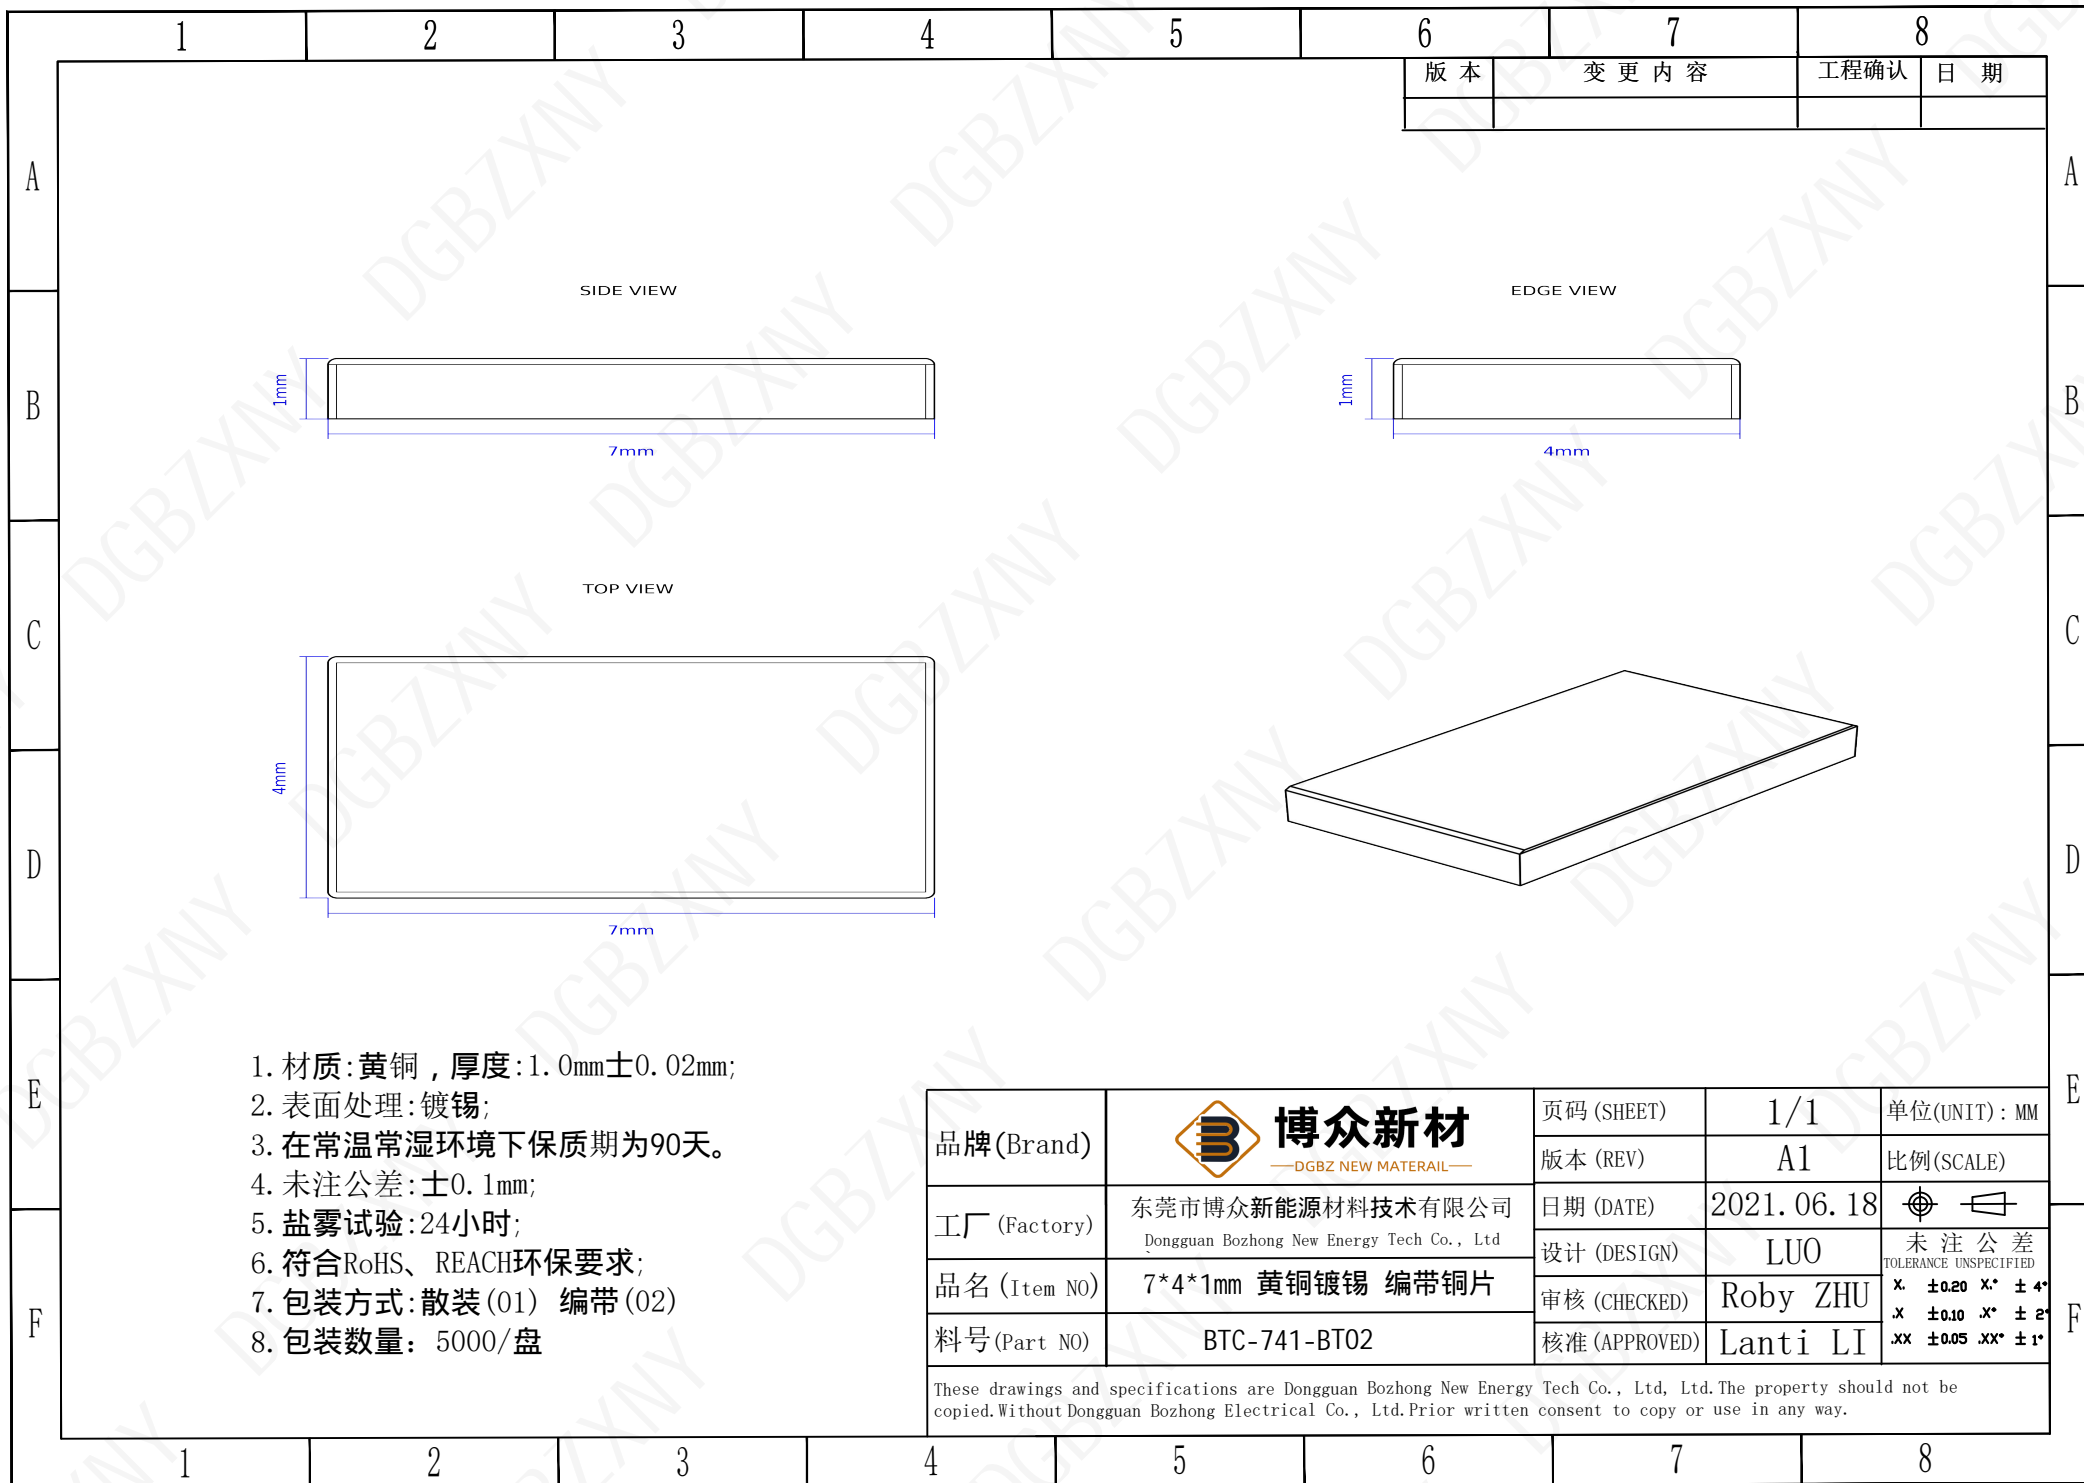 1 2 3 4 5 6 7 8
版本 变更内容 工程确认 日期
A A
SIDE VIEW EDGE VIEW
B B
1mm 1mm
7mm 4mm
TOP VIEW
C C
4mm
D D
7mm
1.材质:黄铜,厚度:1.0mm士0.02mm;
2.表面处理:镀锡;
3.在常温常湿环境下保质期为90天。
4.未注公差:士0.1mm;
5.盐雾试验:24小时;
6.符合RoHS、REACH环保要求;
7.包装方式:散装(01) 编带(02)
8.包装数量：5000/盘
E E
F F
品牌(Brand) 博众新材
DGBZ NEW MATERAIL
工厂(Factory) 东莞市博众新能源材料技术有限公司
Dongguan Bozhong New Energy Tech Co., Ltd
品名(Item NO) 7*4*1mm 黄铜镀锡 编带铜片
料号(Part NO) BTC-741-BT02
页码(SHEET) 1/1 单位(UNIT): MM
版本(REV) A1 比例(SCALE)
日期(DATE) 2021.06.18
设计(DESIGN) LUO 未注公差
TOLERANCE UNSPECIFIED
审核(CHECKED) Roby ZHU
核准(APPROVED) Lanti LI
X. ±0.20 X.° ±4°
.X ±0.10 .X° ±2°
.XX ±0.05 .XX° ±1°
These drawings and specifications are Dongguan Bozhong New Energy Tech Co., Ltd, Ltd.The property should not be
copied.Without Dongguan Bozhong Electrical Co., Ltd.Prior written consent to copy or use in any way.
1 2 3 4 5 6 7 8
DGBZXNY